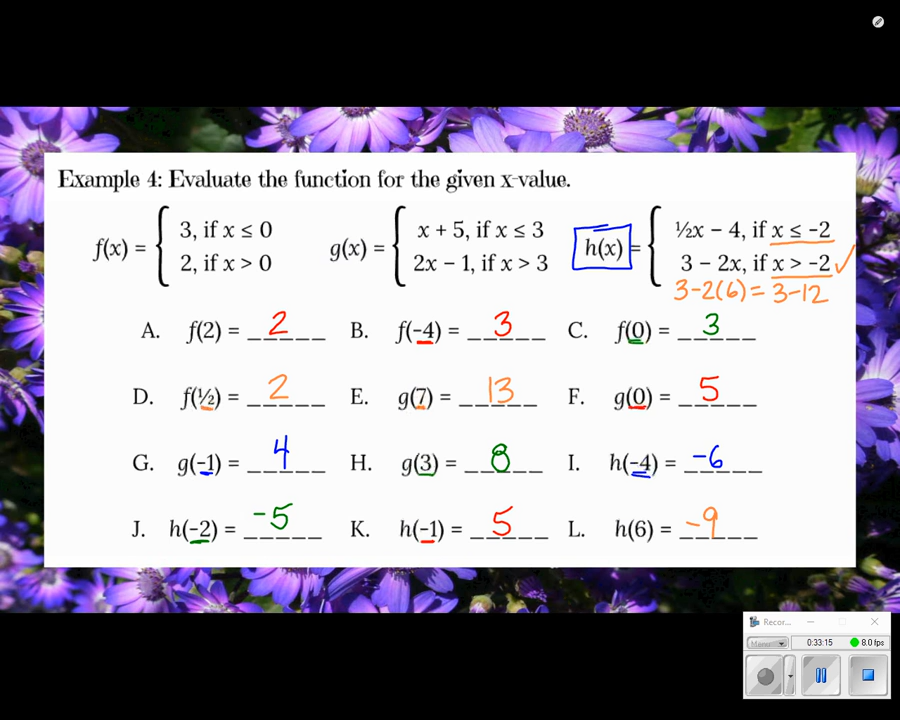 Example 4: Evaluate the function for the given x-value.
f(x) = { 3, if x ≤ 0
2, if x > 0
g(x) = { x + 5, if x ≤ 3
2x − 1, if x > 3
h(x) = { ½x − 4, if x ≤ -2
3 − 2x, if x > -2 ✓
3-2(6) = 3-12
A. f(2) = 2 B. f(-4) = 3 C. f(0) = 3
D. f(½) = 2 E. g(7) = 13 F. g(0) = 5
G. g(-1) = 4 H. g(3) = 8 I. h(-4) = -6
J. h(-2) = -5 K. h(-1) = 5 L. h(6) = -9
Recor...
Menu 0:33:15 8.0 fps